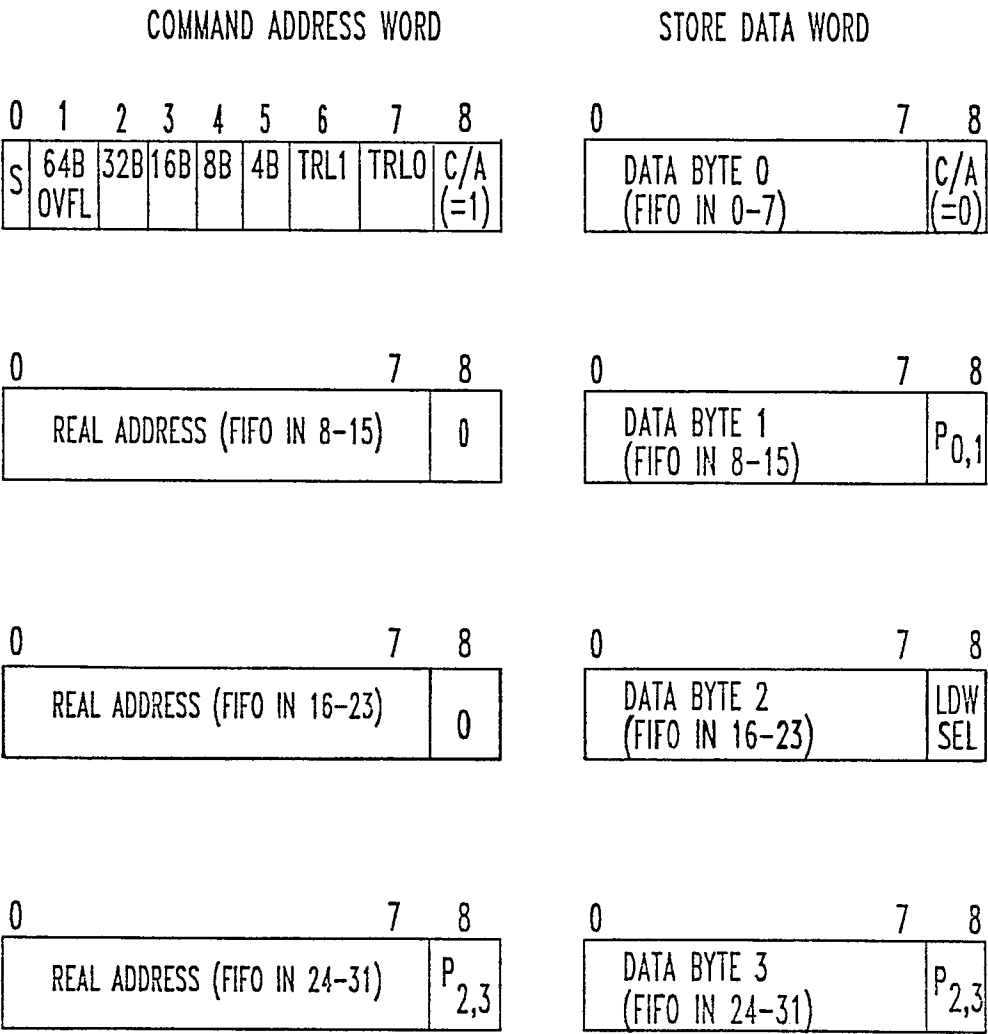 COMMAND ADDRESS WORD
0 1 2 3 4 5 6 7 8
S 64B OVFL 32B 16B 8B 4B TRL1 TRL0 C/A (=1)
0 7 8
REAL ADDRESS (FIFO IN 8-15) 0
0 7 8
REAL ADDRESS (FIFO IN 16-23) 0
0 7 8
REAL ADDRESS (FIFO IN 24-31) P2,3
STORE DATA WORD
0 7 8
DATA BYTE 0 C/A
(FIFO IN 0-7) (=0)
0 7 8
DATA BYTE 1 P0,1
(FIFO IN 8-15)
0 7 8
DATA BYTE 2 LDW
(FIFO IN 16-23) SEL
0 7 8
DATA BYTE 3 P2,3
(FIFO IN 24-31)